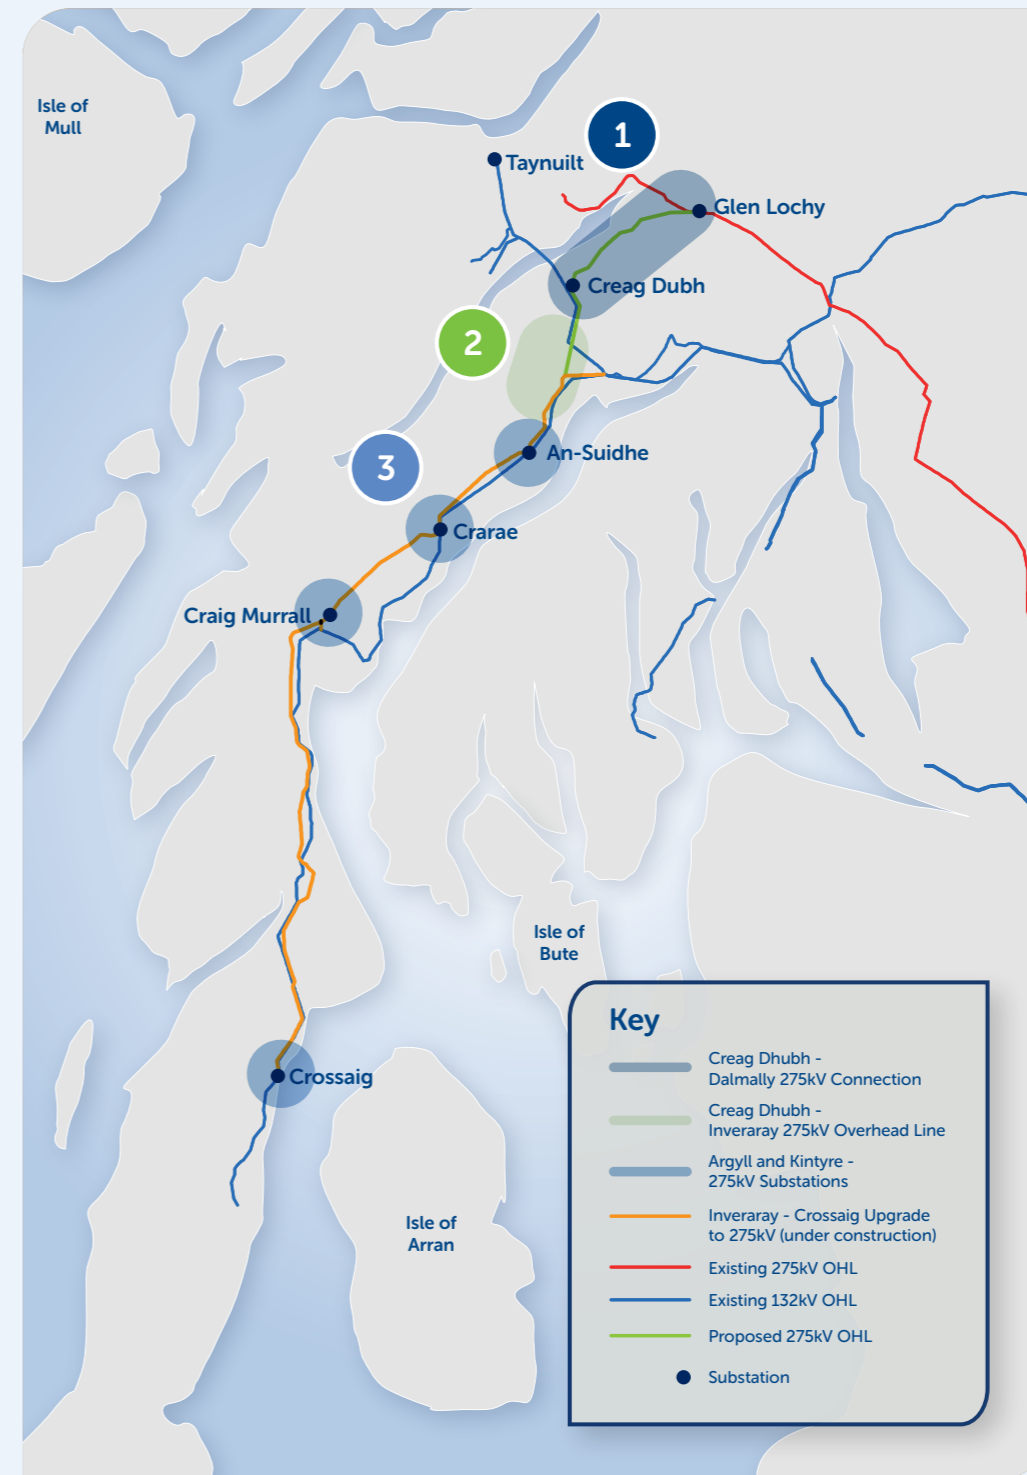 Isle of
Mull
1
Taynuilt
Glen Lochy
Creag Dubh
2
An-Suidhe
3
Crarae
Craig Murrall
Isle of
Bute
Crossaig
Isle of
Arran
Key
Creag Dhubh -
Dalmally 275kV Connection
Creag Dhubh -
Inveraray 275kV Overhead Line
Argyll and Kintyre -
275kV Substations
Inveraray - Crossaig Upgrade
to 275kV (under construction)
Existing 275kV OHL
Existing 132kV OHL
Proposed 275kV OHL
Substation